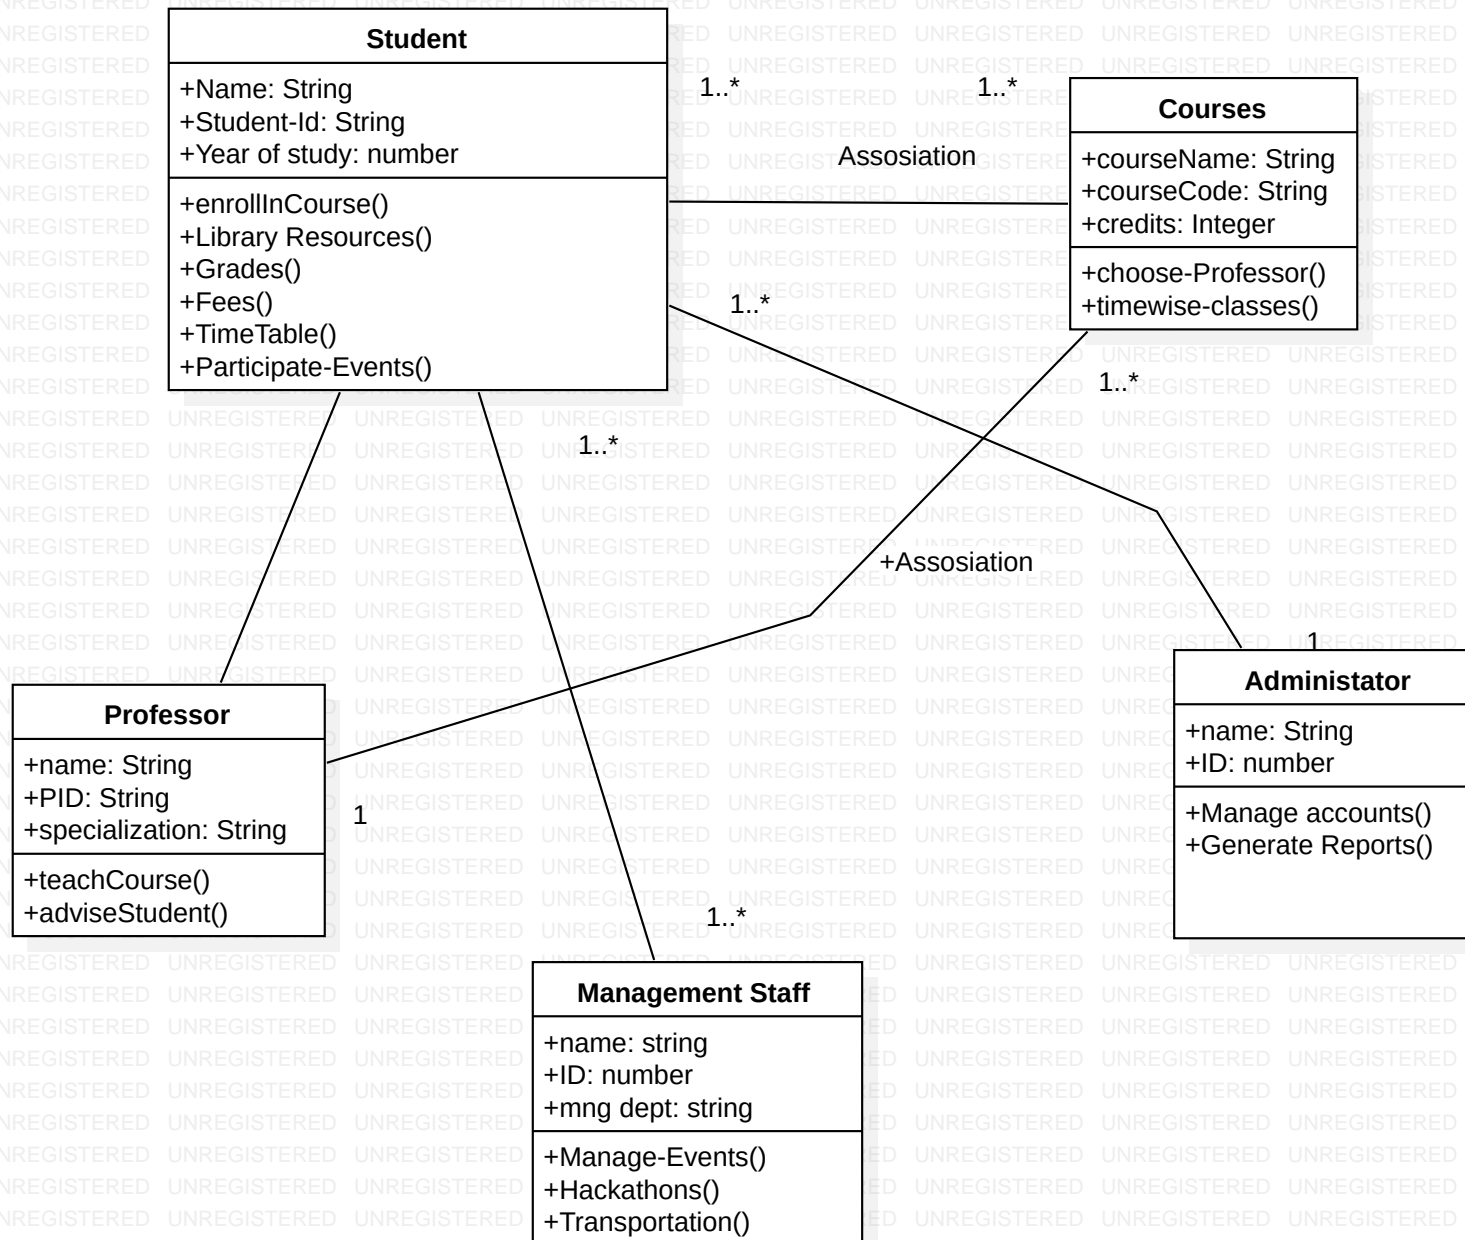 Student
+Name: String
+Student-Id: String
+Year of study: number
+enrollInCourse()
+Library Resources()
+Grades()
+Fees()
+TimeTable()
+Participate-Events()
1..*
1..*
Assosiation
Courses
+courseName: String
+courseCode: String
+credits: Integer
+choose-Professor()
+timewise-classes()
1..*
1..*
1..*
+Assosiation
1
Professor
+name: String
+PID: String
+specialization: String
+teachCourse()
+adviseStudent()
1
Administator
+name: String
+ID: number
+Manage accounts()
+Generate Reports()
1..*
Management Staff
+name: string
+ID: number
+mng dept: string
+Manage-Events()
+Hackathons()
+Transportation()
UNREGISTERED